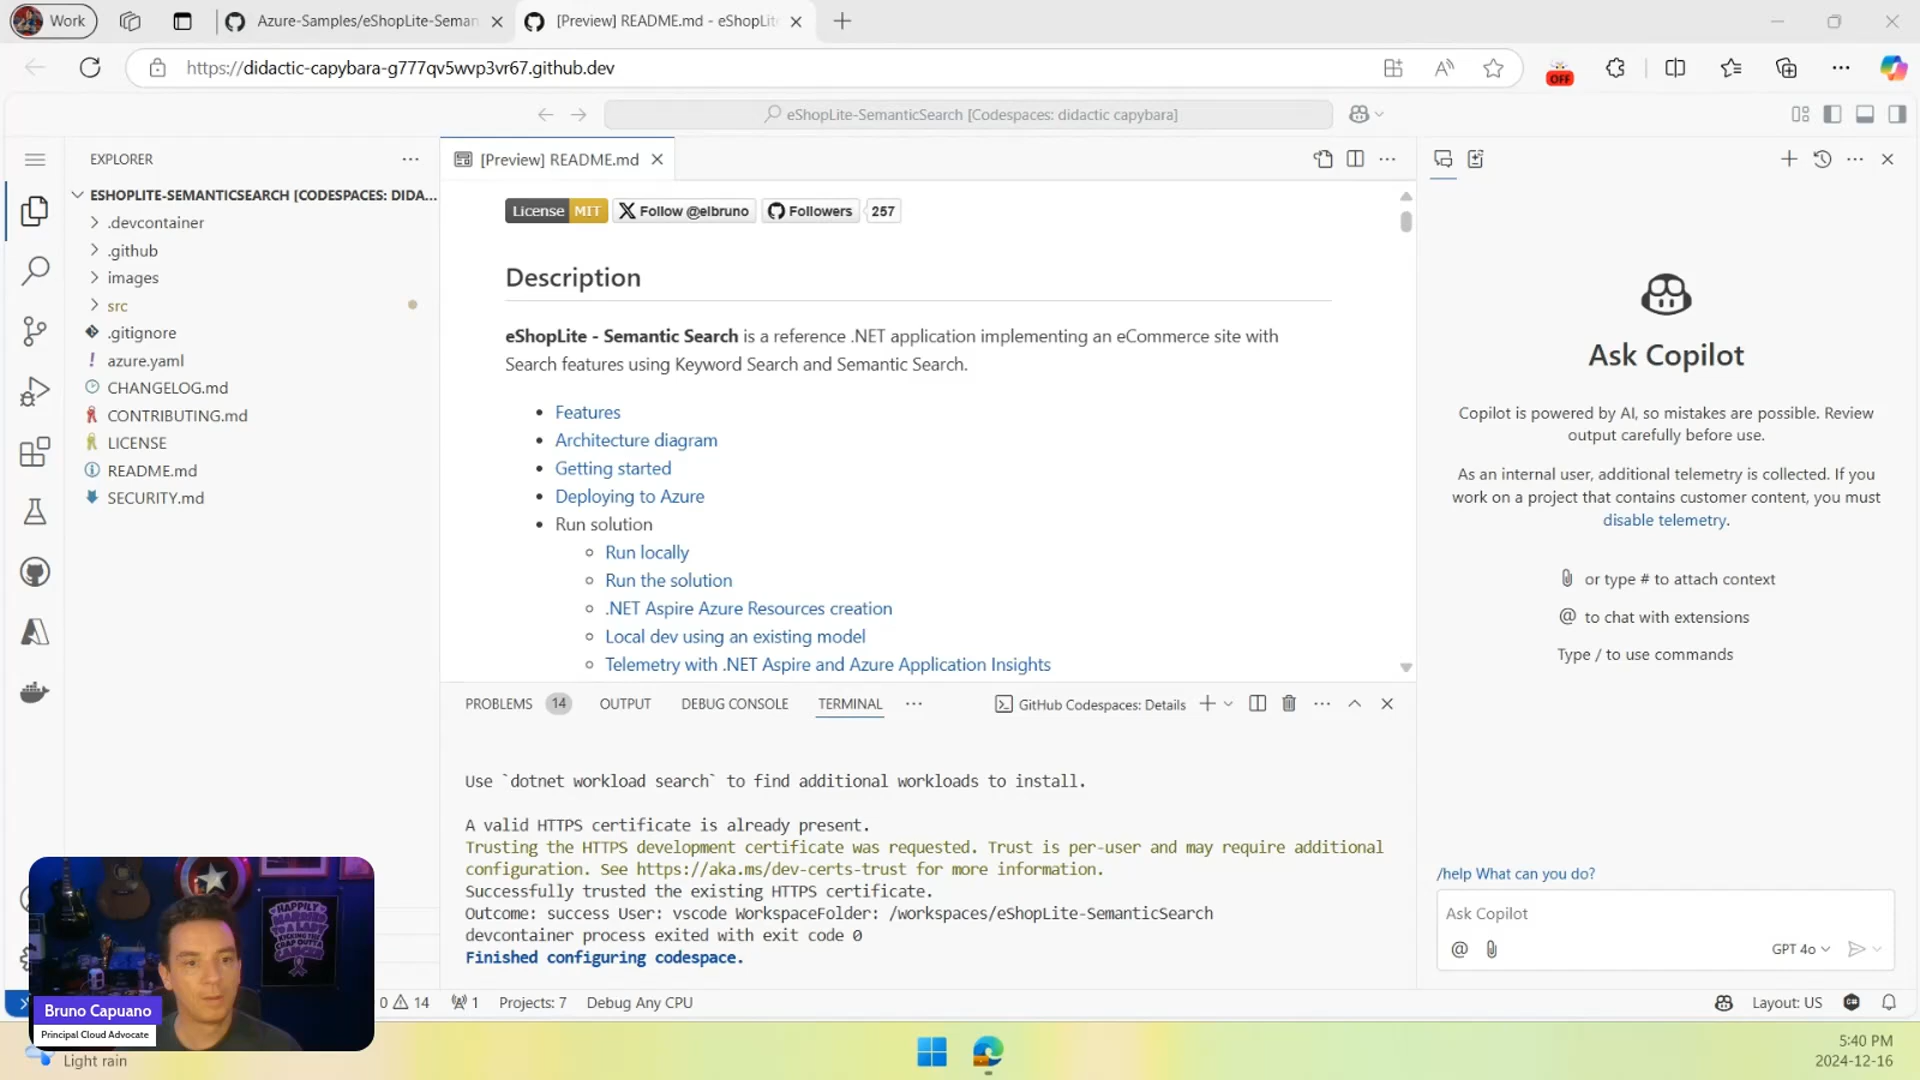 Work
Azure-Samples/eShopLite-Seman
[Preview] README.md - eShopLite
https://didactic-capybara-g777qv5wvp3vr67.github.dev
OFF
eShopLite-SemanticSearch [Codespaces: didactic capybara]
EXPLORER
[Preview] README.md
ESHOPLITE-SEMANTICSEARCH [CODESPACES: DIDA...
.devcontainer
.github
images
src
.gitignore
azure.yaml
CHANGELOG.md
CONTRIBUTING.md
LICENSE
README.md
SECURITY.md
License MIT
Follow @elbruno
Followers 257
Description
eShopLite - Semantic Search is a reference .NET application implementing an eCommerce site with
Search features using Keyword Search and Semantic Search.
Features
Architecture diagram
Getting started
Deploying to Azure
Run solution
Run locally
Run the solution
.NET Aspire Azure Resources creation
Local dev using an existing model
Telemetry with .NET Aspire and Azure Application Insights
Ask Copilot
Copilot is powered by AI, so mistakes are possible. Review
output carefully before use.
As an internal user, additional telemetry is collected. If you
work on a project that contains customer content, you must
disable telemetry.
or type # to attach context
@ to chat with extensions
Type / to use commands
/help What can you do?
Ask Copilot
@
GPT 4o
PROBLEMS 14 OUTPUT DEBUG CONSOLE TERMINAL ··· GitHub Codespaces: Details
Use `dotnet workload search` to find additional workloads to install.
A valid HTTPS certificate is already present.
Trusting the HTTPS development certificate was requested. Trust is per-user and may require additional
configuration. See https://aka.ms/dev-certs-trust for more information.
Successfully trusted the existing HTTPS certificate.
Outcome: success User: vscode WorkspaceFolder: /workspaces/eShopLite-SemanticSearch
devcontainer process exited with exit code 0
Finished configuring codespace.
HAPPILY
MARRIED
TO A LADY
Bruno Capuano
Principal Cloud Advocate
0 14 1 Projects: 7 Debug Any CPU
Layout: US
Light rain
5:40 PM
2024-12-16